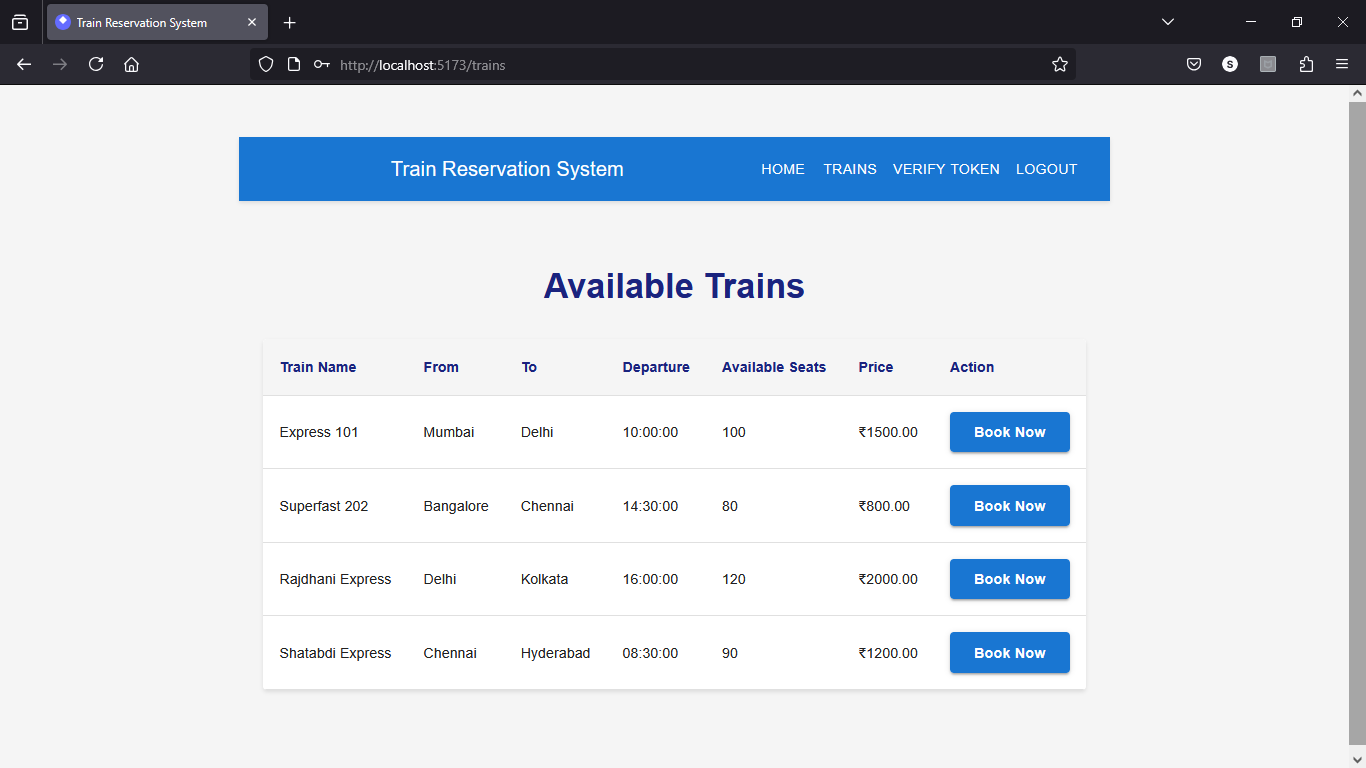 Train Reservation System
http://localhost:5173/trains
S
Train Reservation System HOME TRAINS VERIFY TOKEN LOGOUT
Available Trains
Train Name From To Departure Available Seats Price Action
Express 101 Mumbai Delhi 10:00:00 100 ₹1500.00 Book Now
Superfast 202 Bangalore Chennai 14:30:00 80 ₹800.00 Book Now
Rajdhani Express Delhi Kolkata 16:00:00 120 ₹2000.00 Book Now
Shatabdi Express Chennai Hyderabad 08:30:00 90 ₹1200.00 Book Now